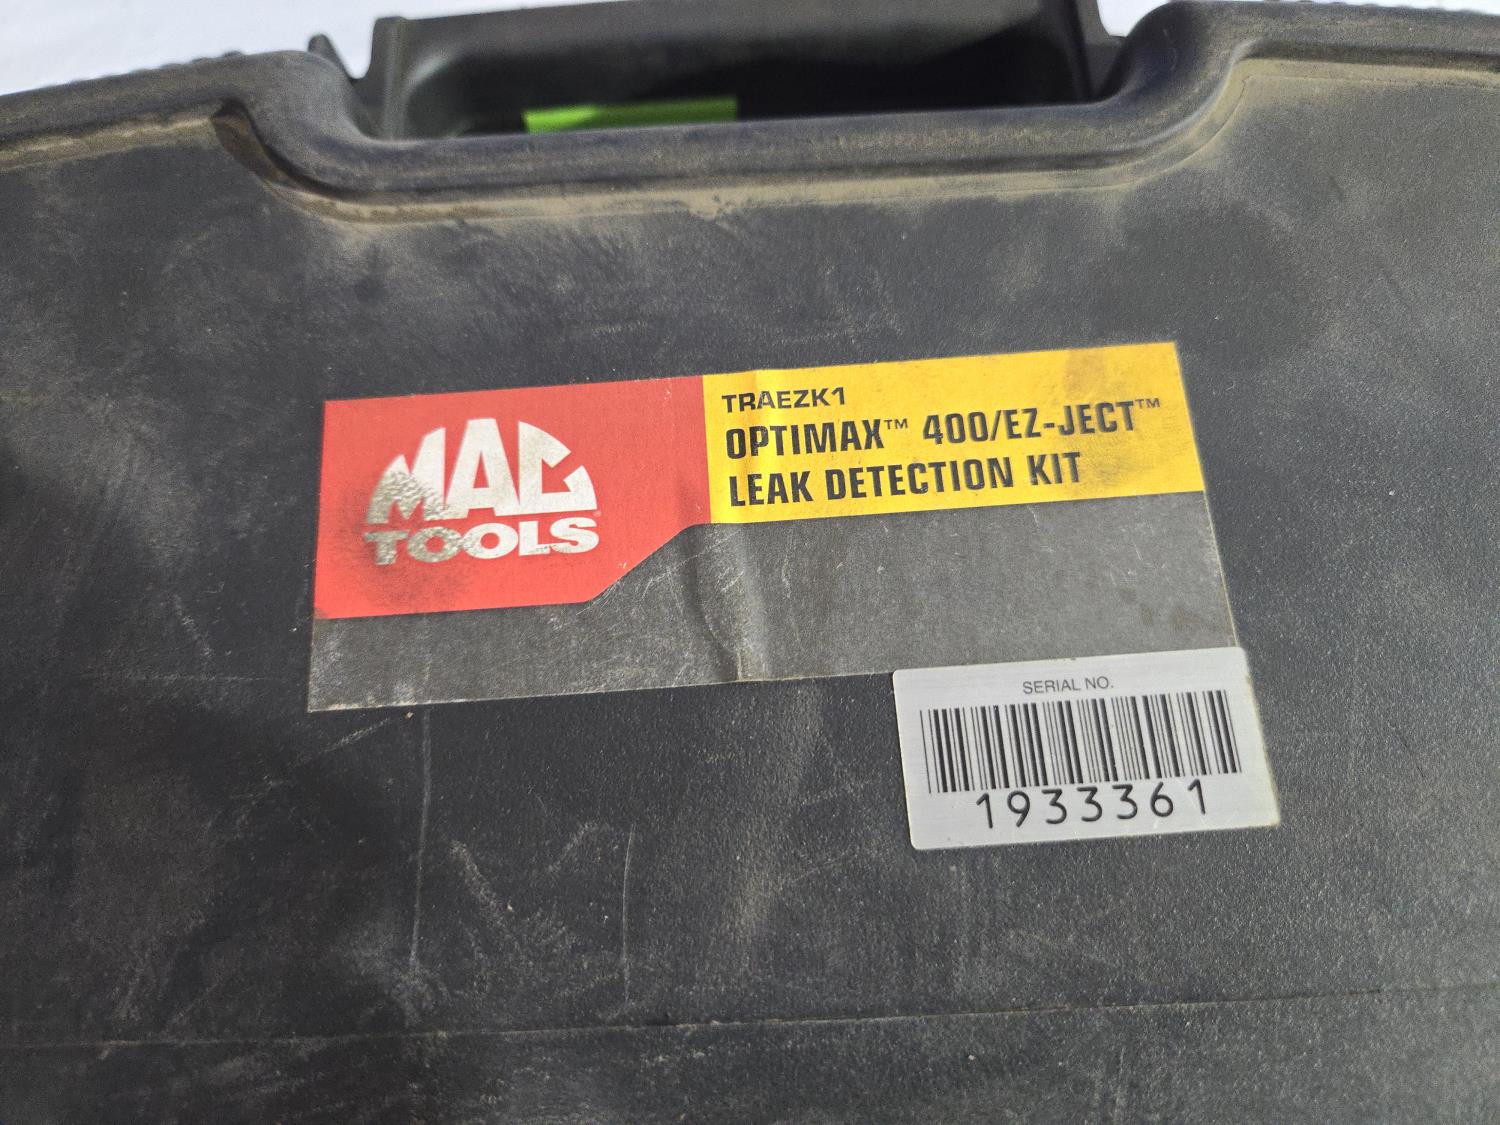 MAC
TOOLS
TRAEZK1
OPTIMAX™ 400/EZ-JECT™
LEAK DETECTION KIT
SERIAL NO.
1933361